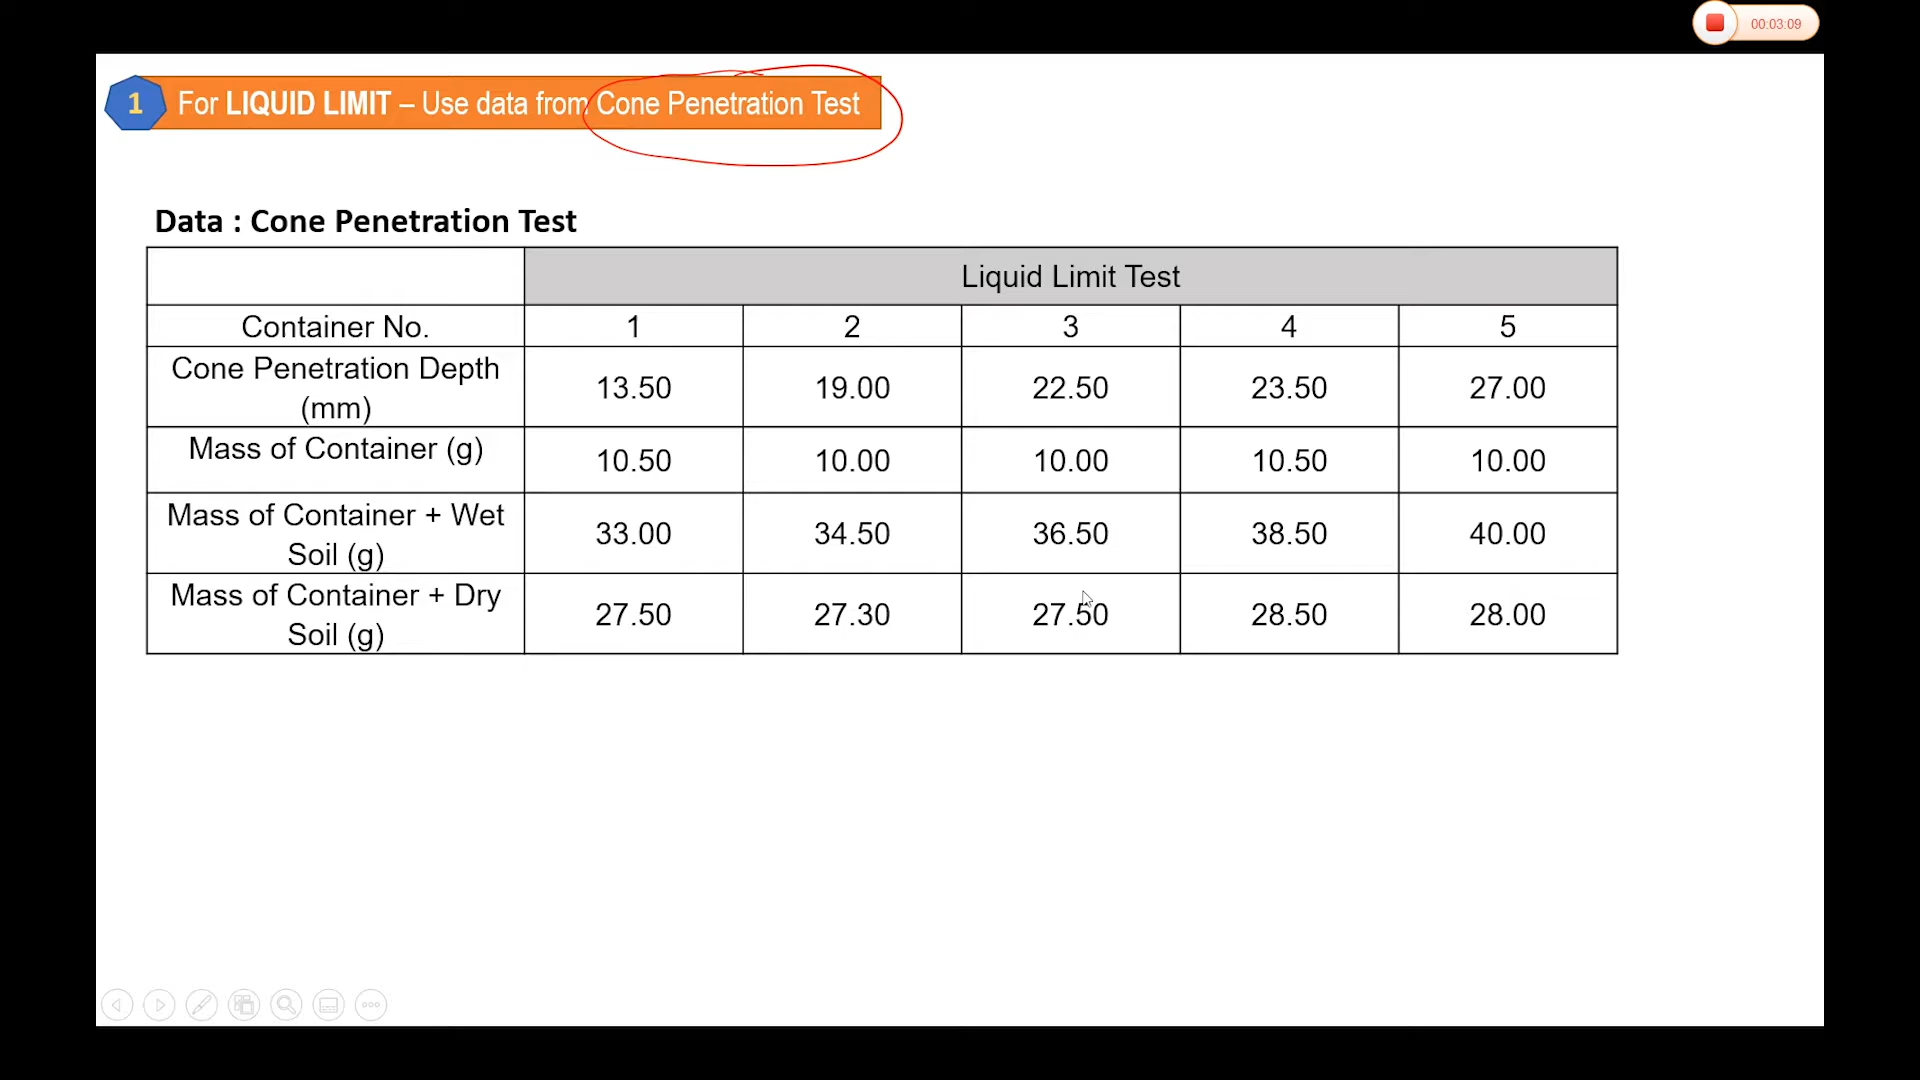 00:03:09
1 For LIQUID LIMIT – Use data from Cone Penetration Test
Data : Cone Penetration Test
Liquid Limit Test
Container No. 1 2 3 4 5
Cone Penetration Depth (mm) 13.50 19.00 22.50 23.50 27.00
Mass of Container (g) 10.50 10.00 10.00 10.50 10.00
Mass of Container + Wet Soil (g) 33.00 34.50 36.50 38.50 40.00
Mass of Container + Dry Soil (g) 27.50 27.30 27.50 28.50 28.00